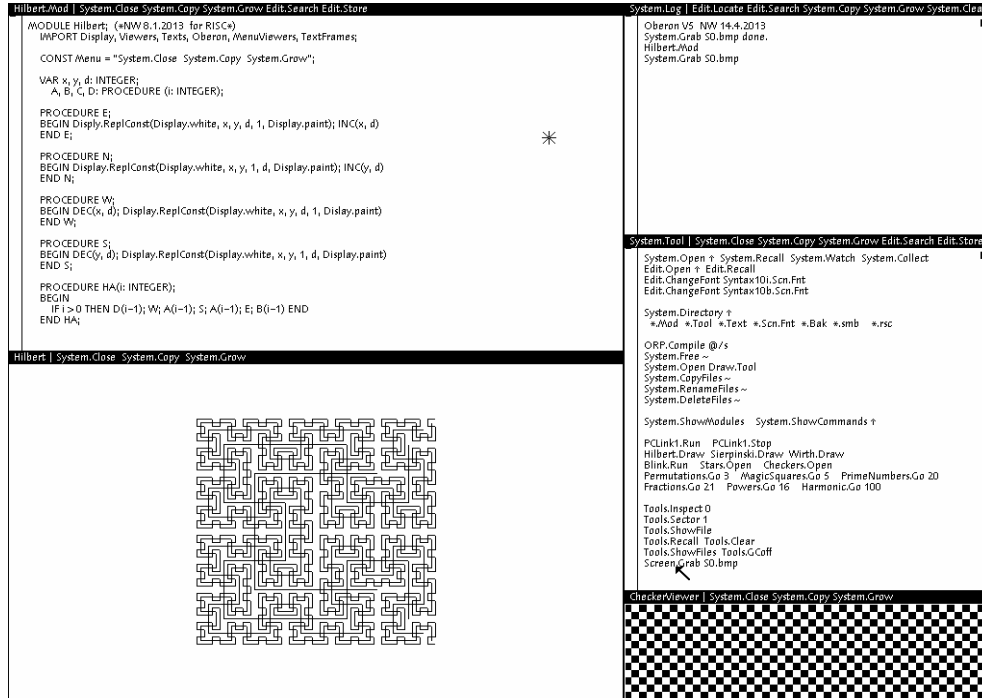 Hilbert.Mod | System.Close System.Copy System.Grow Edit.Search Edit.Store
MODULE Hilbert; (*NW 8.1.2013 for RISC*)
IMPORT Display, Viewers, Texts, Oberon, MenuViewers, TextFrames;
CONST Menu = "System.Close System.Copy System.Grow";
VAR x, y, d: INTEGER;
A, B, C, D: PROCEDURE (i: INTEGER);
PROCEDURE E;
BEGIN Disply.ReplConst(Display.white, x, y, d, 1, Display.paint); INC(x, d)
END E;
PROCEDURE N;
BEGIN Display.ReplConst(Display.white, x, y, 1, d, Display.paint); INC(y, d)
END N;
PROCEDURE W;
BEGIN DEC(x, d); Display.ReplConst(Display.white, x, y, d, 1, Dislay.paint)
END W;
PROCEDURE S;
BEGIN DEC(y, d); Display.ReplConst(Display.white, x, y, 1, d, Display.paint)
END S;
PROCEDURE HA(i: INTEGER);
BEGIN
IF i > 0 THEN D(i-1); W; A(i-1); S; A(i-1); E; B(i-1) END
END HA;
Hilbert | System.Close System.Copy System.Grow
System.Log | Edit.Locate Edit.Search System.Copy System.Grow System.Clea
Oberon V5 NW 14.4.2013
System.Grab S0.bmp done.
Hilbert.Mod
System.Grab S0.bmp
System.Tool | System.Close System.Copy System.Grow Edit.Search Edit.Store
System.Open ↑ System.Recall System.Watch System.Collect
Edit.Open ↑ Edit.Recall
Edit.ChangeFont Syntax10i.Scn.Fnt
Edit.ChangeFont Syntax10b.Scn.Fnt
System.Directory ↑
*.Mod *.Tool *.Text *.Scn.Fnt *.Bak *.smb *.rsc
ORP.Compile @/s
System.Free ~
System.Open Draw.Tool
System.CopyFiles ~
System.RenameFiles ~
System.DeleteFiles ~
System.ShowModules System.ShowCommands ↑
PCLink1.Run PCLink1.Stop
Hilbert.Draw Sierpinski.Draw Wirth.Draw
Blink.Run Stars.Open Checkers.Open
Permutations.Go 3 MagicSquares.Go 5 PrimeNumbers.Go 20
Fractions.Go 21 Powers.Go 16 Harmonic.Go 100
Tools.Inspect 0
Tools.Sector 1
Tools.ShowFile
Tools.Recall Tools.Clear
Tools.ShowFiles Tools.GCoff
Screen.Grab S0.bmp
CheckerViewer | System.Close System.Copy System.Grow